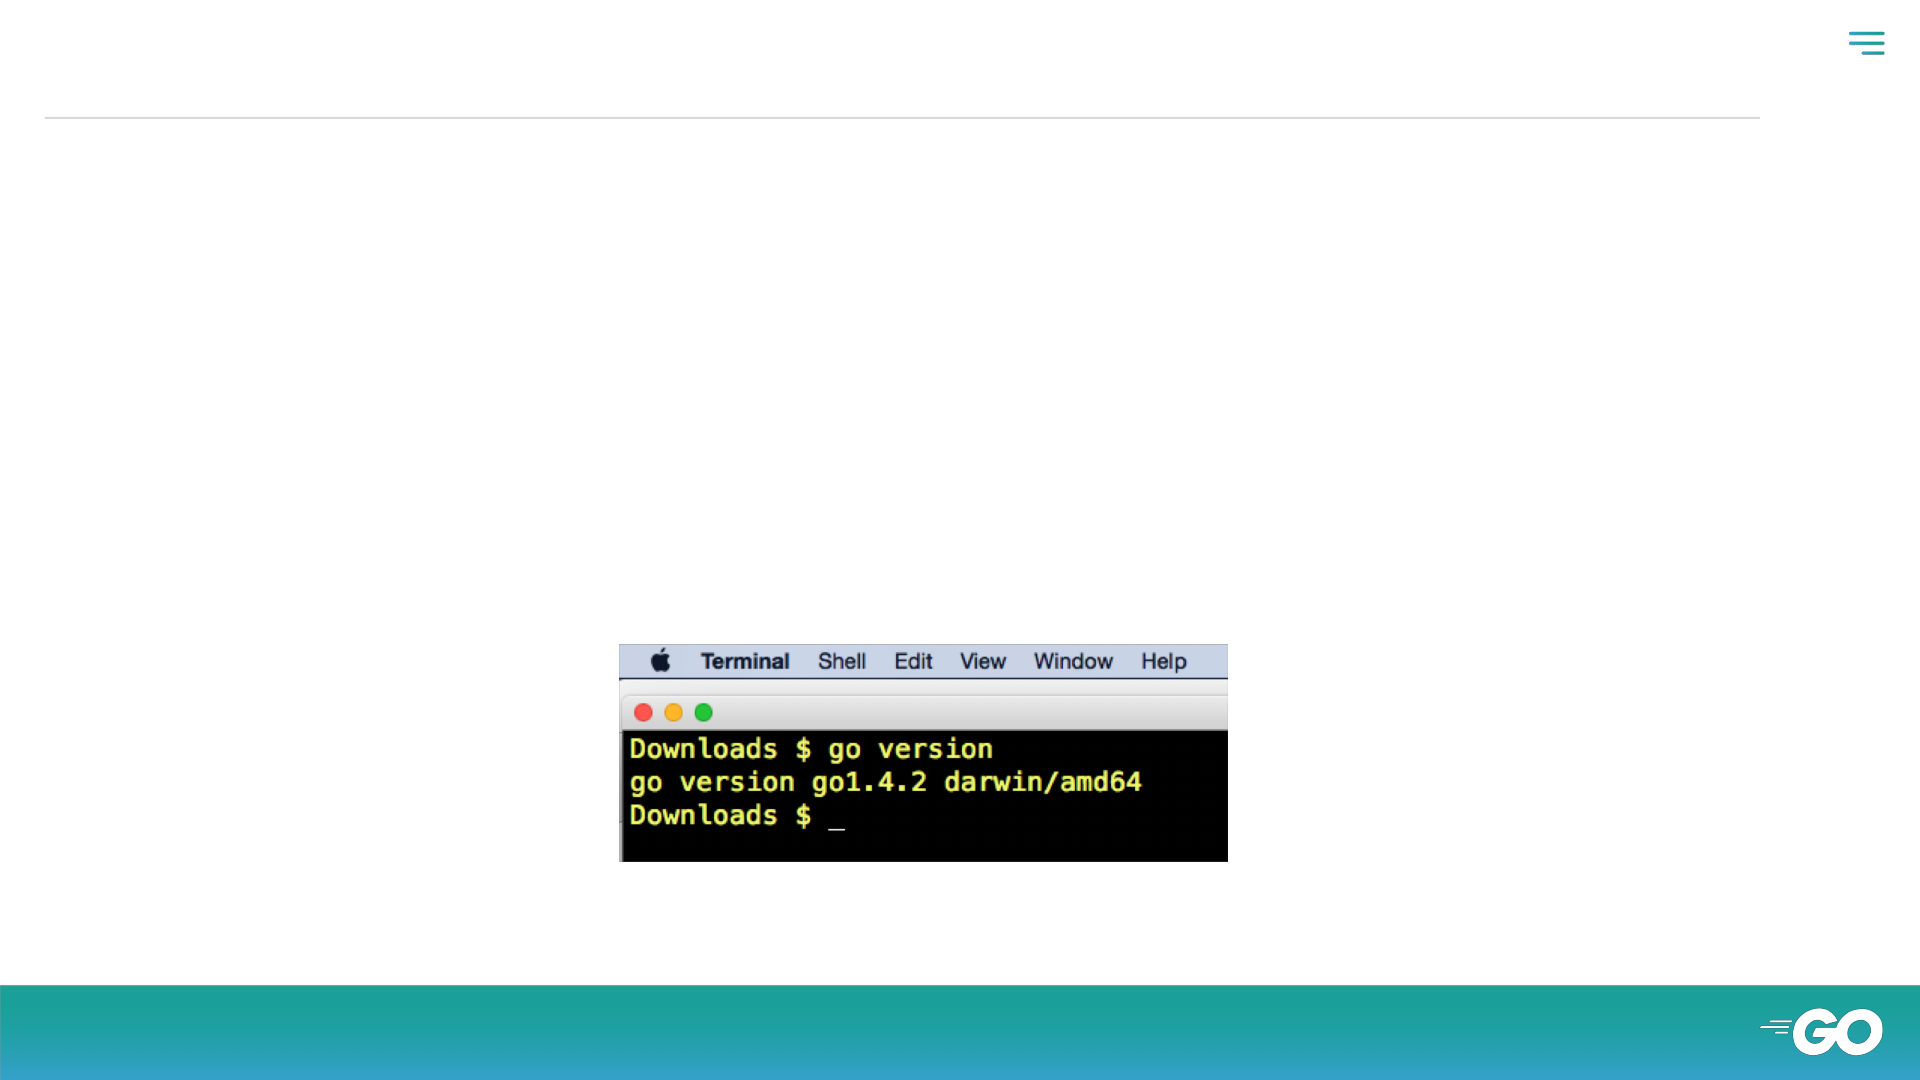 Terminal Shell Edit View Window Help
Downloads $ go version
go version go1.4.2 darwin/amd64
Downloads $ _
GO